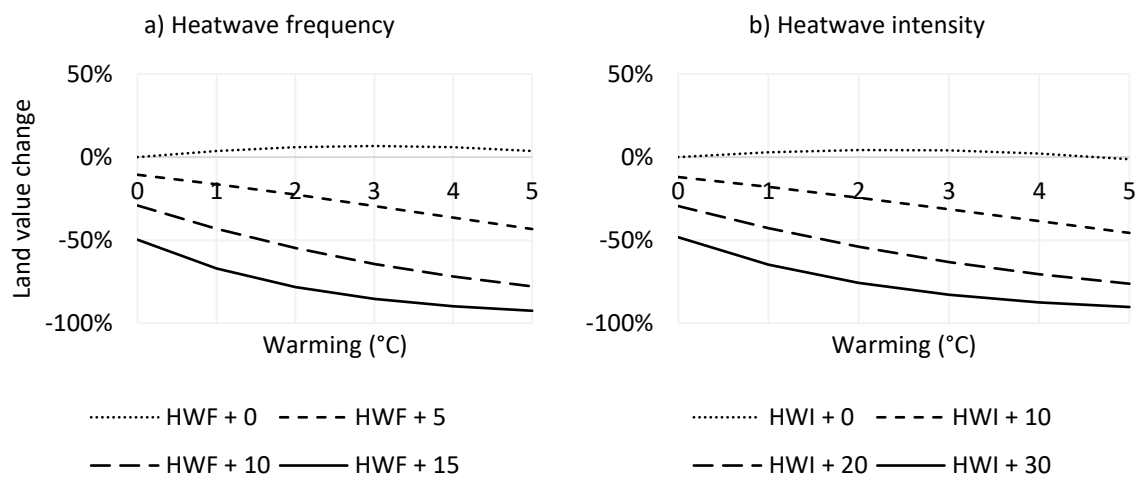 a) Heatwave frequency
50%
0%
-50%
-100%
0 1 2 3 4 5
Land value change
Warming (°C)
HWF + 0 HWF + 5
HWF + 10 HWF + 15
b) Heatwave intensity
50%
0%
-50%
-100%
0 1 2 3 4 5
Warming (°C)
HWI + 0 HWI + 10
HWI + 20 HWI + 30